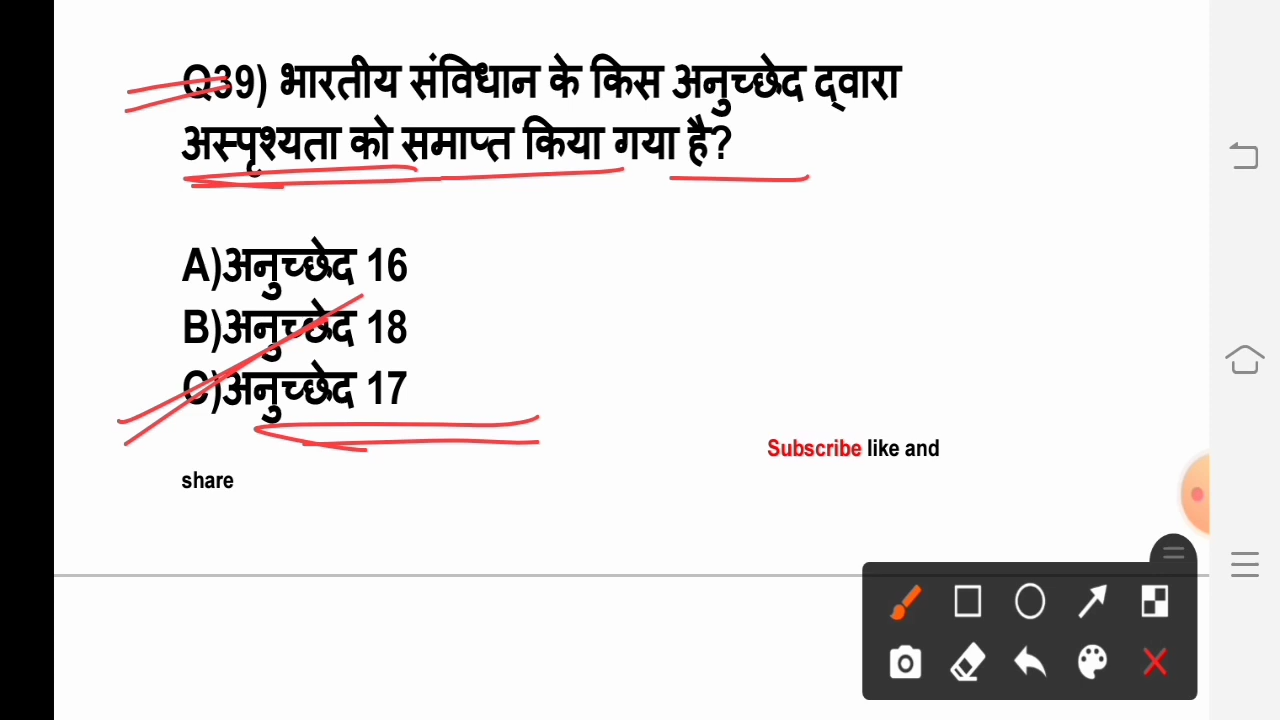 Q39) भारतीय संविधान के किस अनुच्छेद द्वारा
अस्पृश्यता को समाप्त किया गया है?
A)अनुच्छेद 16
B)अनुच्छेद 18
C)अनुच्छेद 17
Subscribe like and
share